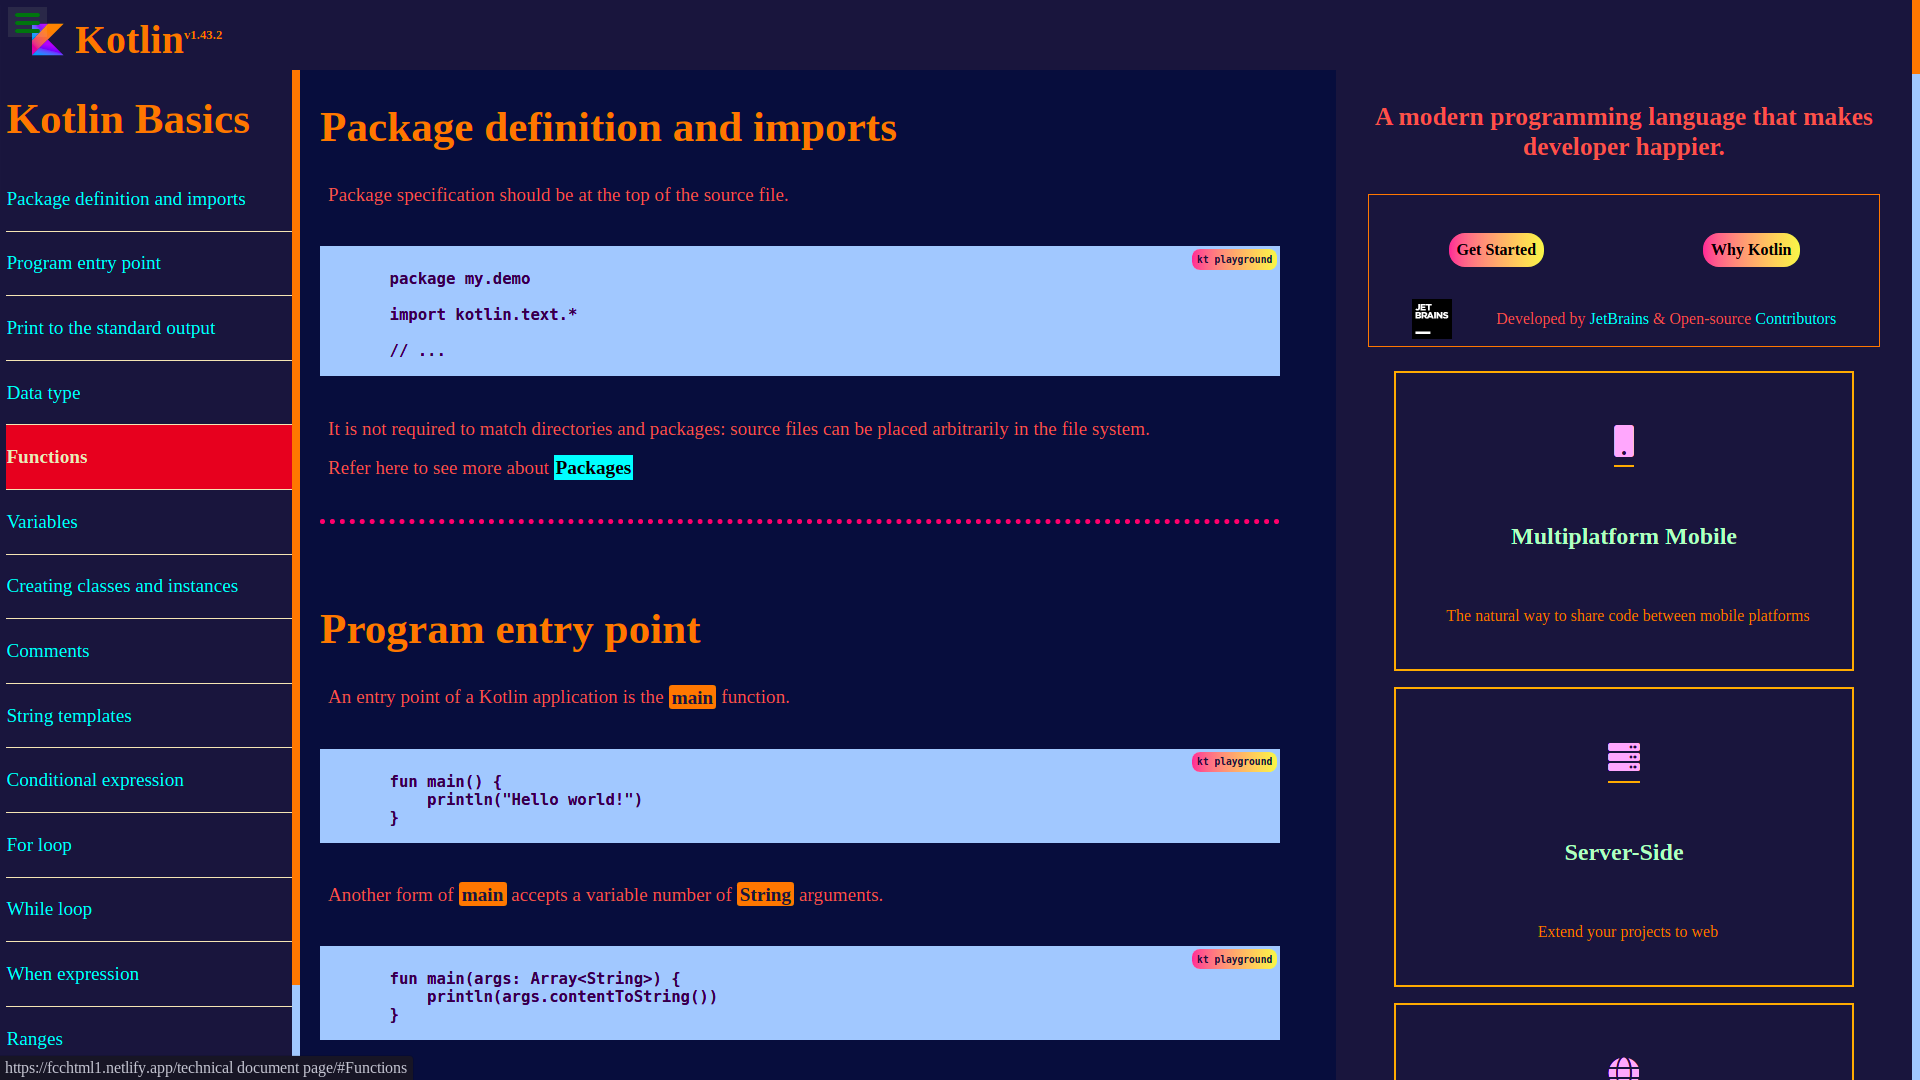 Kotlin v1.43.2
Kotlin Basics
Package definition and imports
Program entry point
Print to the standard output
Data type
Functions
Variables
Creating classes and instances
Comments
String templates
Conditional expression
For loop
While loop
When expression
Ranges
https://fcchtml1.netlify.app/technical document page/#Functions
Package definition and imports
Package specification should be at the top of the source file.
kt playground
package my.demo
import kotlin.text.*
// ...
It is not required to match directories and packages: source files can be placed arbitrarily in the file system.
Refer here to see more about Packages
Program entry point
An entry point of a Kotlin application is the main function.
kt playground
fun main() {
    println("Hello world!")
}
Another form of main accepts a variable number of String arguments.
kt playground
fun main(args: Array<String>) {
    println(args.contentToString())
}
A modern programming language that makes
developer happier.
Get Started
Why Kotlin
JET
BRAINS
Developed by JetBrains & Open-source Contributors
Multiplatform Mobile
The natural way to share code between mobile platforms
Server-Side
Extend your projects to web